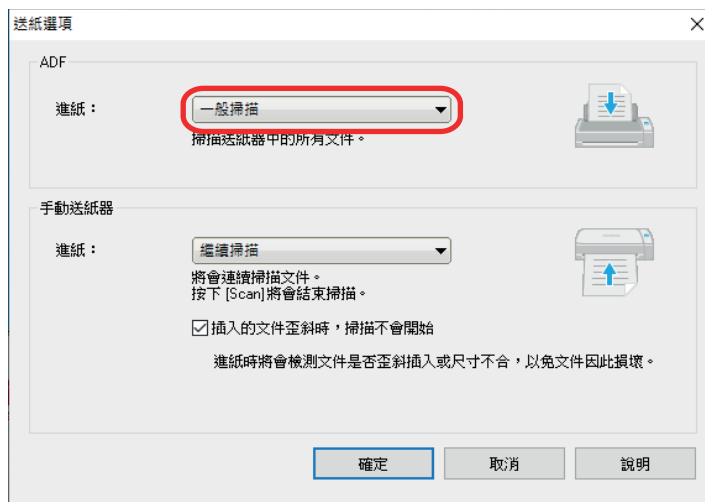 送紙選項
ADF
進紙：
一般掃描
掃描送紙器中的所有文件。
手動送紙器
進紙：
繼續掃描
將會連續掃描文件。
按下 [Scan]將會結束掃描。
插入的文件歪斜時，掃描不會開始
進紙時將會檢測文件是否歪斜插入或尺寸不合，以免文件因此損壞。
確定
取消
說明